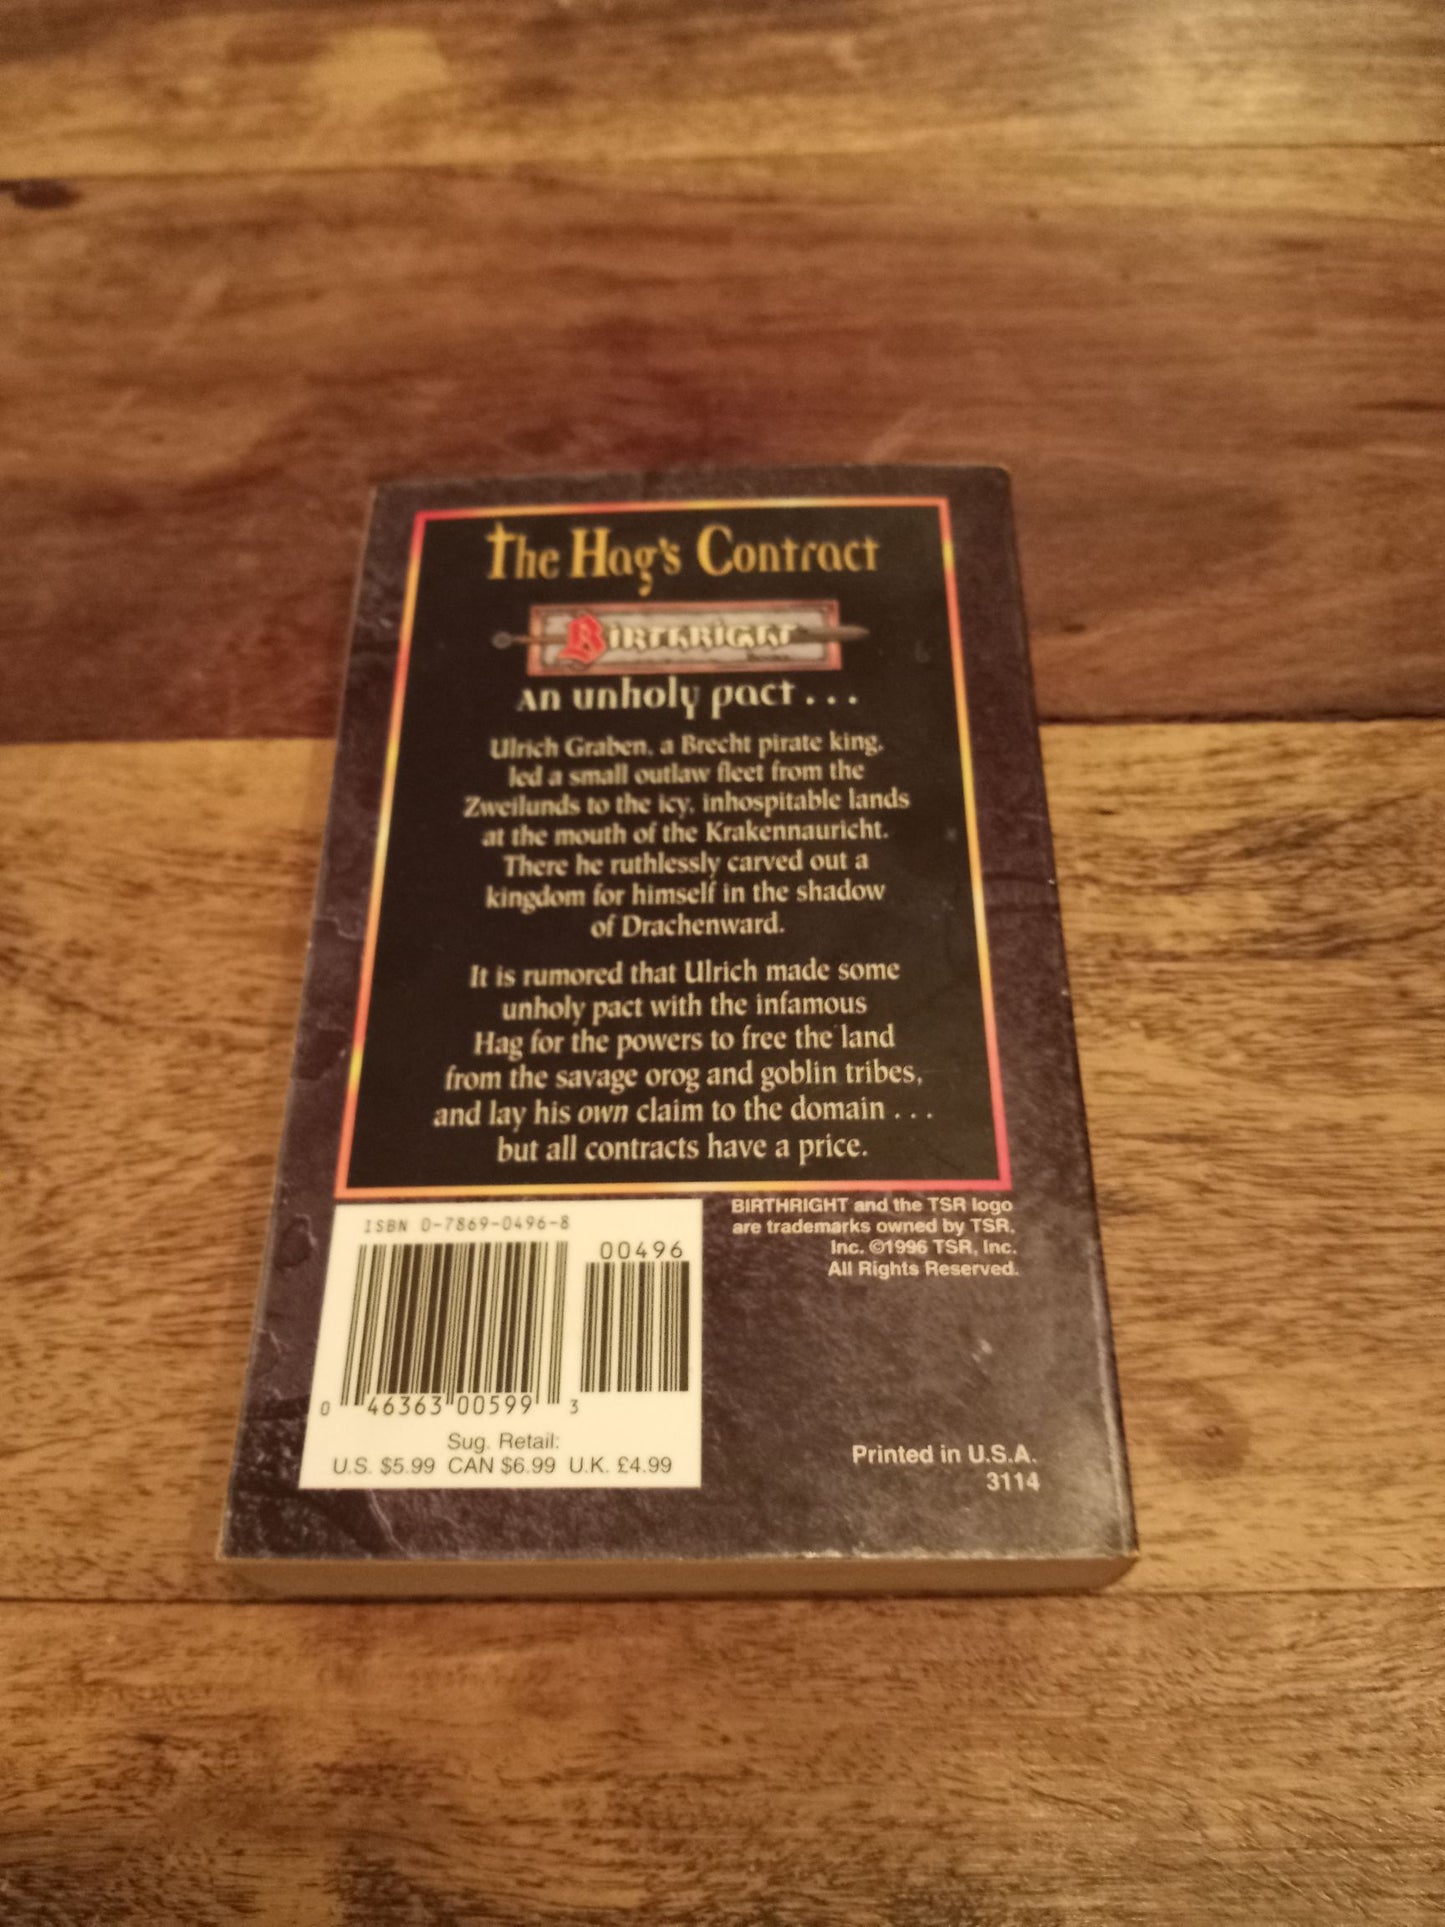 The Hag's Contract
BIRTHRIGHT
An unholy pact . . .
Ulrich Graben, a Brecht pirate king,
led a small outlaw fleet from the
Zweilunds to the icy, inhospitable lands
at the mouth of the Krakennauricht.
There he ruthlessly carved out a
kingdom for himself in the shadow
of Drachenward.
It is rumored that Ulrich made some
unholy pact with the infamous
Hag for the powers to free the land
from the savage orog and goblin tribes,
and lay his own claim to the domain . . .
but all contracts have a price.
BIRTHRIGHT and the TSR logo
are trademarks owned by TSR,
Inc. ©1996 TSR, Inc.
All Rights Reserved.
ISBN 0-7869-0496-8
00496
0 46363 00599 3
Sug. Retail:
U.S. $5.99 CAN $6.99 U.K. £4.99
Printed in U.S.A.
3114